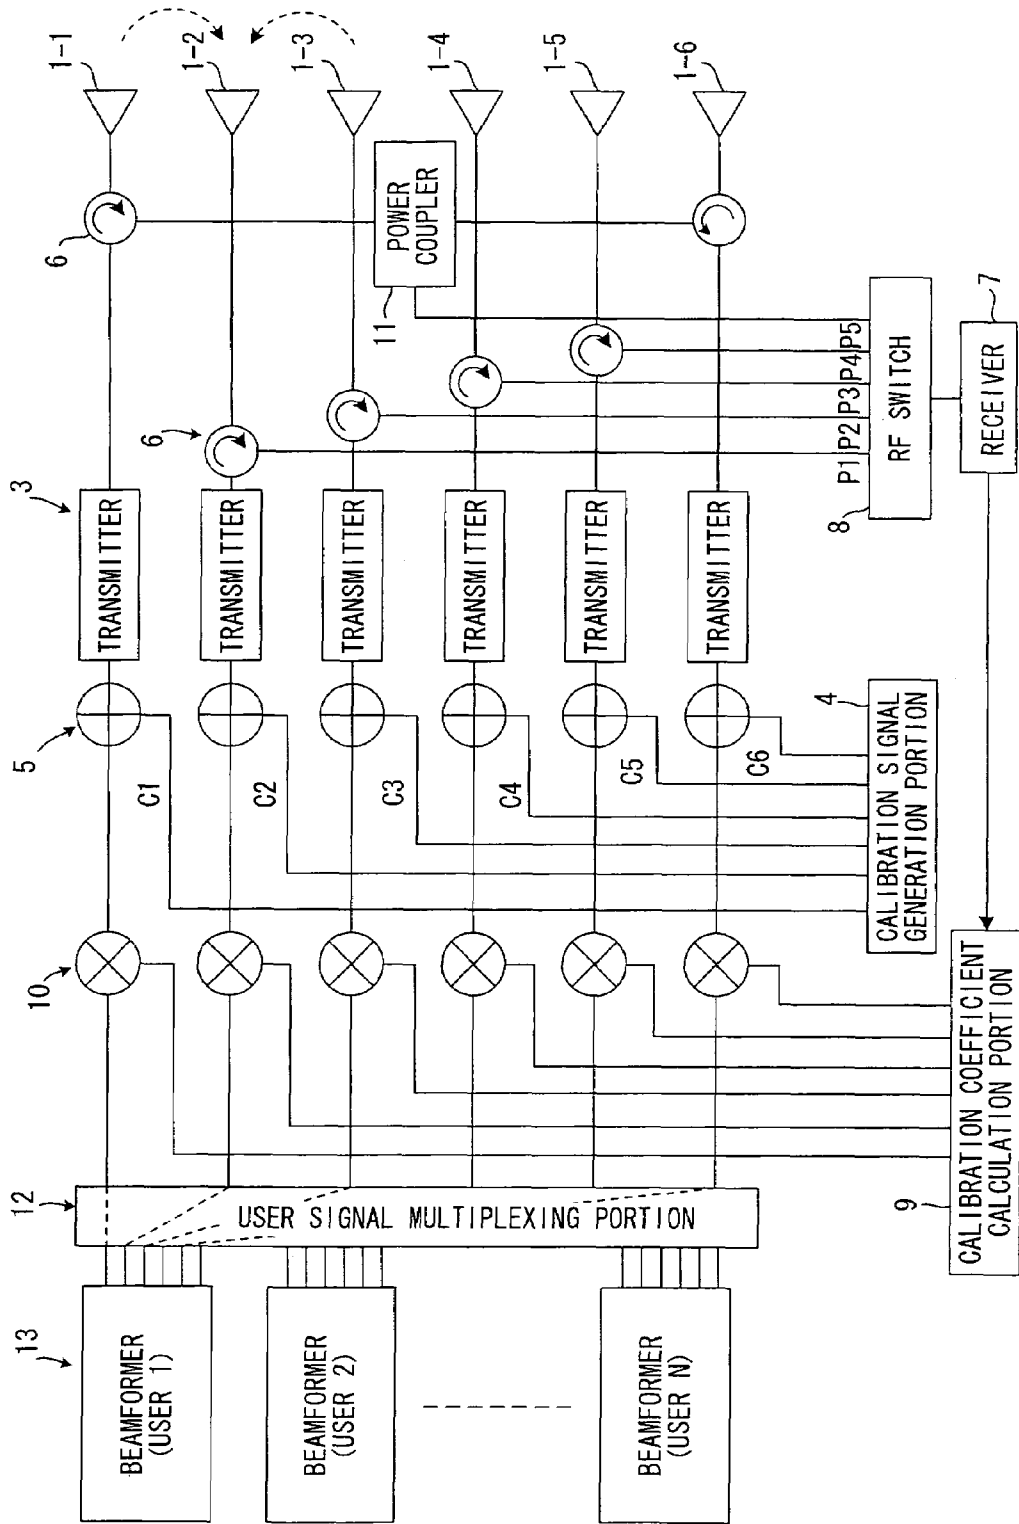 13
BEAMFORMER
(USER 1)
BEAMFORMER
(USER 2)
BEAMFORMER
(USER N)
12
USER SIGNAL MULTIPLEXING PORTION
10
9
CALIBRATION COEFFICIENT
CALCULATION PORTION
5
C1
C2
C3
C4
C5
C6
4
CALIBRATION SIGNAL
GENERATION PORTION
3
TRANSMITTER
TRANSMITTER
TRANSMITTER
TRANSMITTER
TRANSMITTER
TRANSMITTER
6
6
11
POWER
COUPLER
P1 P2 P3 P4 P5
8
RF SWITCH
7
RECEIVER
1-1
1-2
1-3
1-4
1-5
1-6